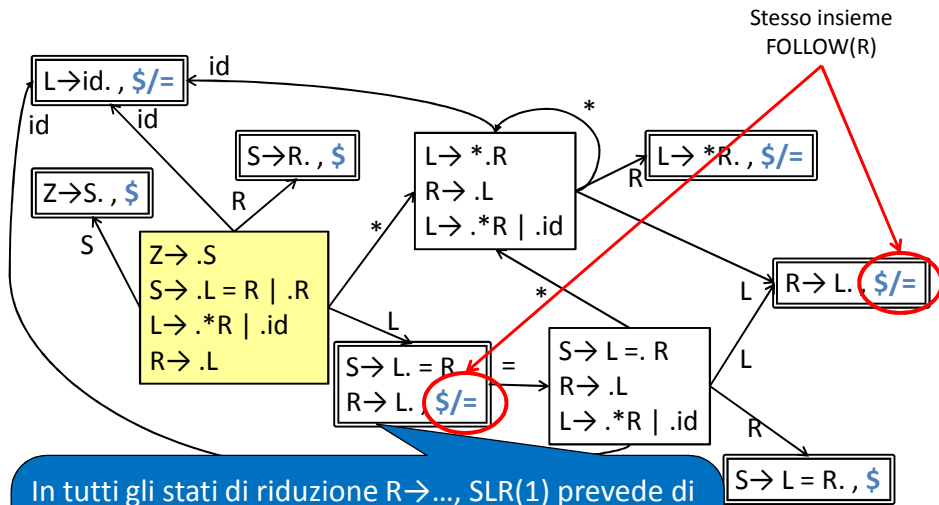 Stesso insieme
FOLLOW(R)
id
L→id. , $/=
id
id
*
S→R. , $
L→ *.R
R→ .L
L→ .*R | .id
L→ *R. , $/=
R
Z→S. , $
R
*
S
Z→ .S
S→ .L = R | .R
L→ .*R | .id
R→ .L
R→ L. , $/=
L
*
L
S→ L. = R
R→ L. , $/=
=
S→ L =. R
R→ .L
L→ .*R | .id
L
R
S→ L = R. , $
In tutti gli stati di riduzione R→…, SLR(1) prevede di